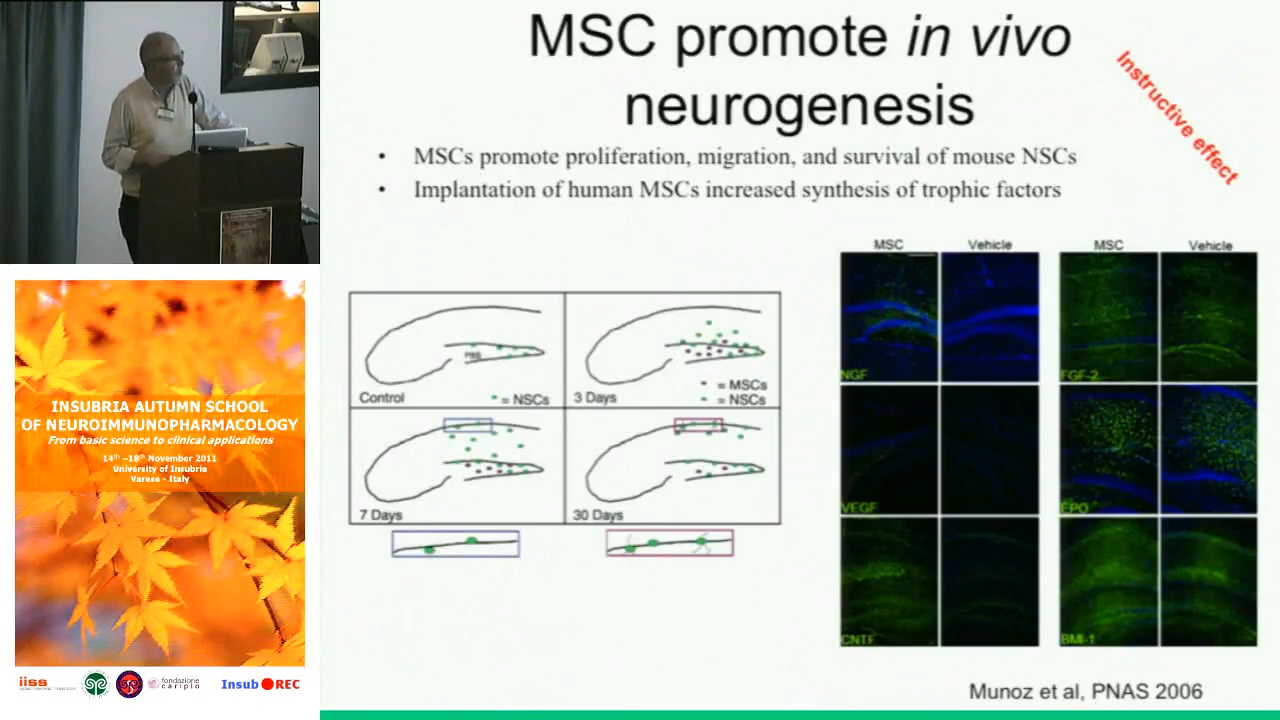 MSC promote in vivo
neurogenesis
Instructive effect
• MSCs promote proliferation, migration, and survival of mouse NSCs
• Implantation of human MSCs increased synthesis of trophic factors
PBS
Control
= NSCs
3 Days
= MSCs
= NSCs
7 Days
30 Days
MSC Vehicle MSC Vehicle
NGF
FGF-2
VEGF
EPO
CNTF
BMI-1
Munoz et al, PNAS 2006
INSUBRIA AUTUMN SCHOOL
OF NEUROIMMUNOPHARMACOLOGY
From basic science to clinical applications
14th –18th November 2011
University of Insubria
Varese - Italy
iiss
fondazione
cariplo
Insub REC